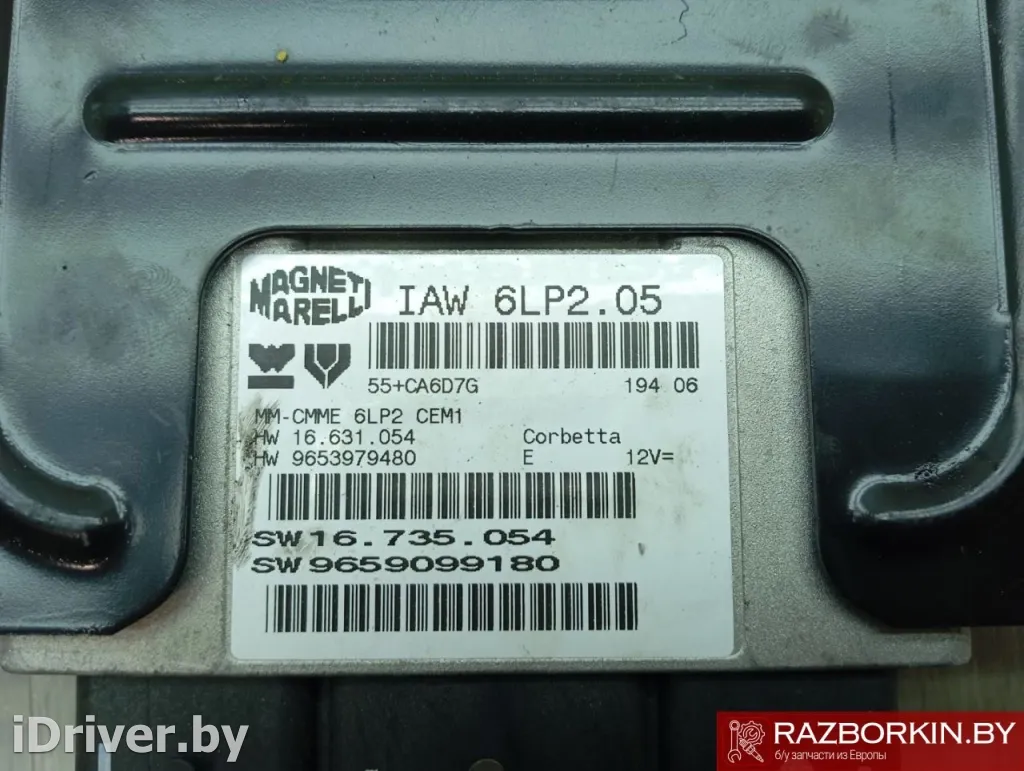 MAGNETI
MARELLI
IAW 6LP2.05
55+CA6D7G 194 06
MM-CMME 6LP2 CEM1
HW 16.631.054 Corbetta
HW 9653979480 E 12V=
SW16.735.054
SW9659099180
iDriver.by
RAZBORKIN.BY
б/у запчасти из Европы